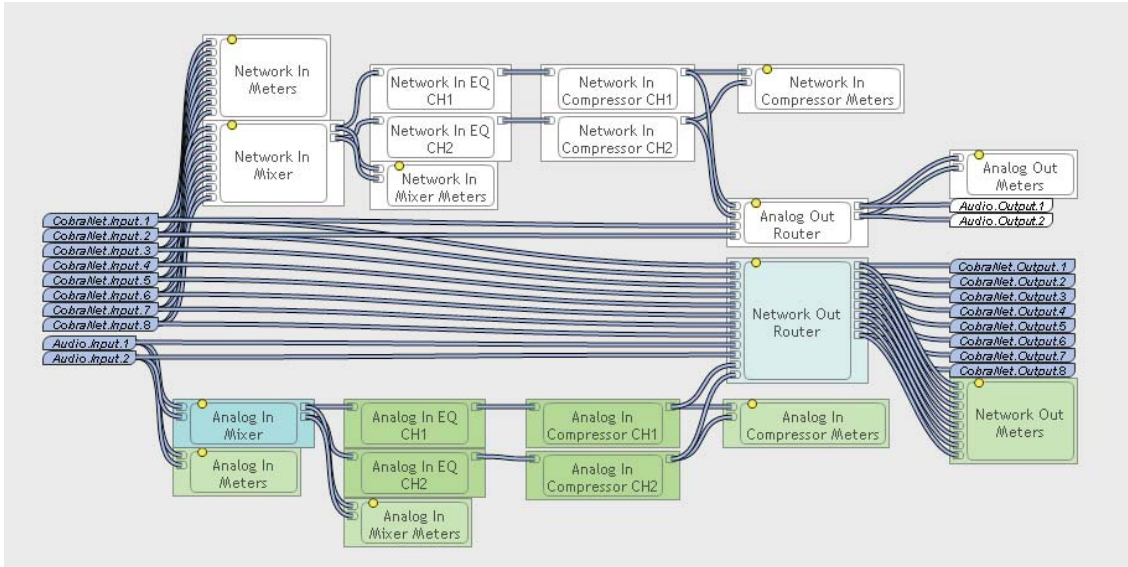 Network In
Meters
Network In
Mixer
Network In EQ
CH1
Network In EQ
CH2
Network In
Mixer Meters
Network In
Compressor CH1
Network In
Compressor CH2
Network In
Compressor Meters
Analog Out
Meters
Audio.Output.1
Audio.Output.2
Analog Out
Router
CobraNet.Input.1
CobraNet.Input.2
CobraNet.Input.3
CobraNet.Input.4
CobraNet.Input.5
CobraNet.Input.6
CobraNet.Input.7
CobraNet.Input.8
Audio.Input.1
Audio.Input.2
Network Out
Router
CobraNet.Output.1
CobraNet.Output.2
CobraNet.Output.3
CobraNet.Output.4
CobraNet.Output.5
CobraNet.Output.6
CobraNet.Output.7
CobraNet.Output.8
Network Out
Meters
Analog In
Mixer
Analog In
Meters
Analog In EQ
CH1
Analog In EQ
CH2
Analog In
Mixer Meters
Analog In
Compressor CH1
Analog In
Compressor CH2
Analog In
Compressor Meters